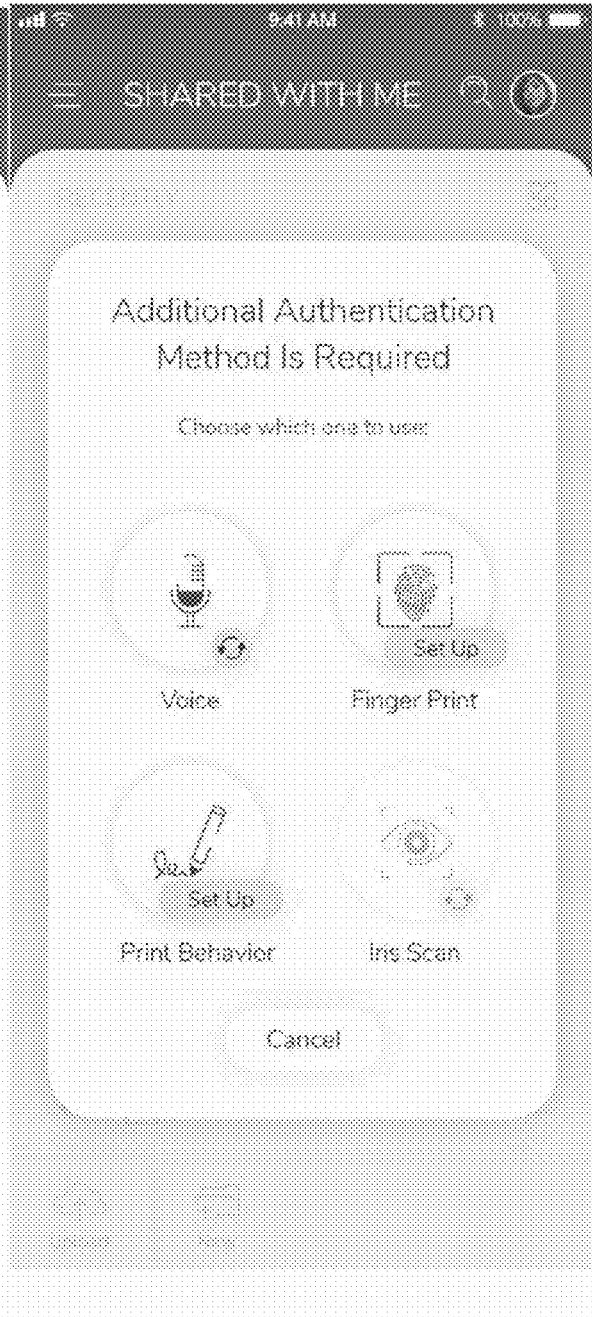 9:41 AM
100%
SHARED WITH ME
Additional Authentication
Method Is Required
Choose which one to use:
Set Up
Voice
Finger Print
Set Up
Print Behavior
Iris Scan
Cancel